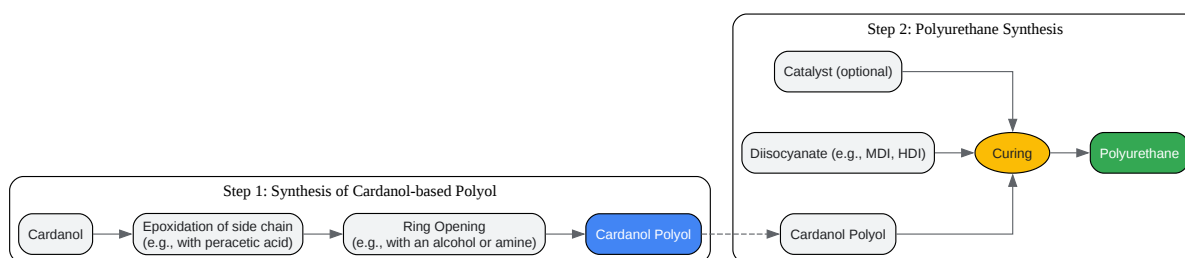 Step 2: Polyurethane Synthesis
Catalyst (optional)
Diisocyanate (e.g., MDI, HDI)
Curing
Polyurethane
Step 1: Synthesis of Cardanol-based Polyol
Cardanol
Epoxidation of side chain
(e.g., with peracetic acid)
Ring Opening
(e.g., with an alcohol or amine)
Cardanol Polyol
Cardanol Polyol